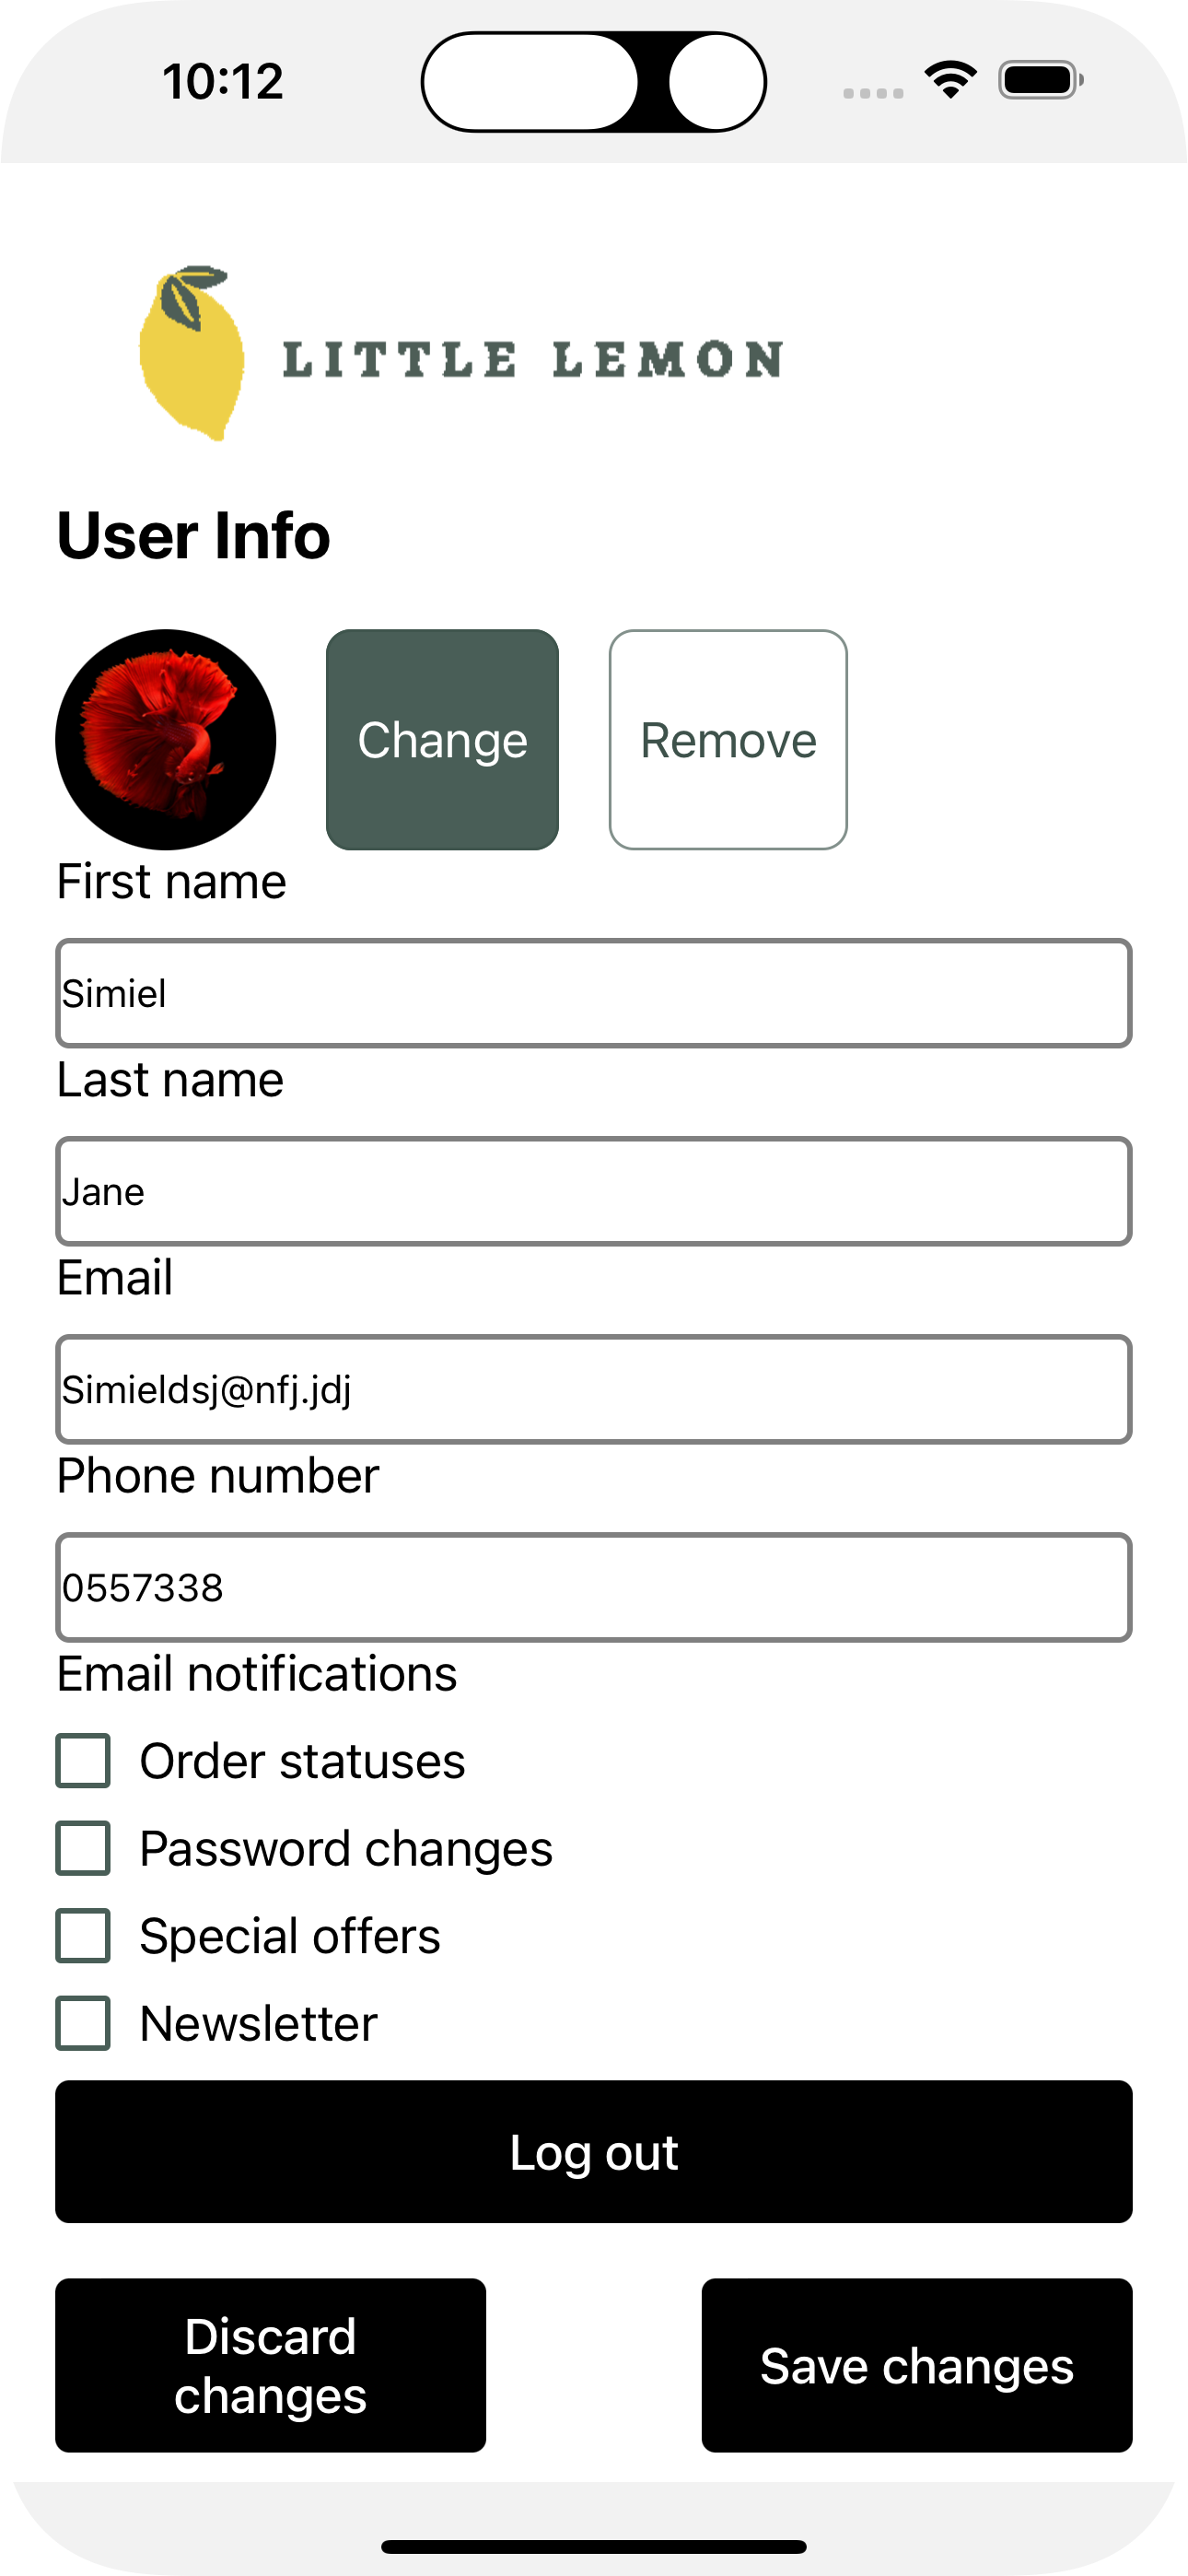 10:12
LITTLE LEMON
User Info
Change
Remove
First name
Simiel
Last name
Jane
Email
Simieldsj@nfj.jdj
Phone number
0557338
Email notifications
Order statuses
Password changes
Special offers
Newsletter
Log out
Discard
changes
Save changes